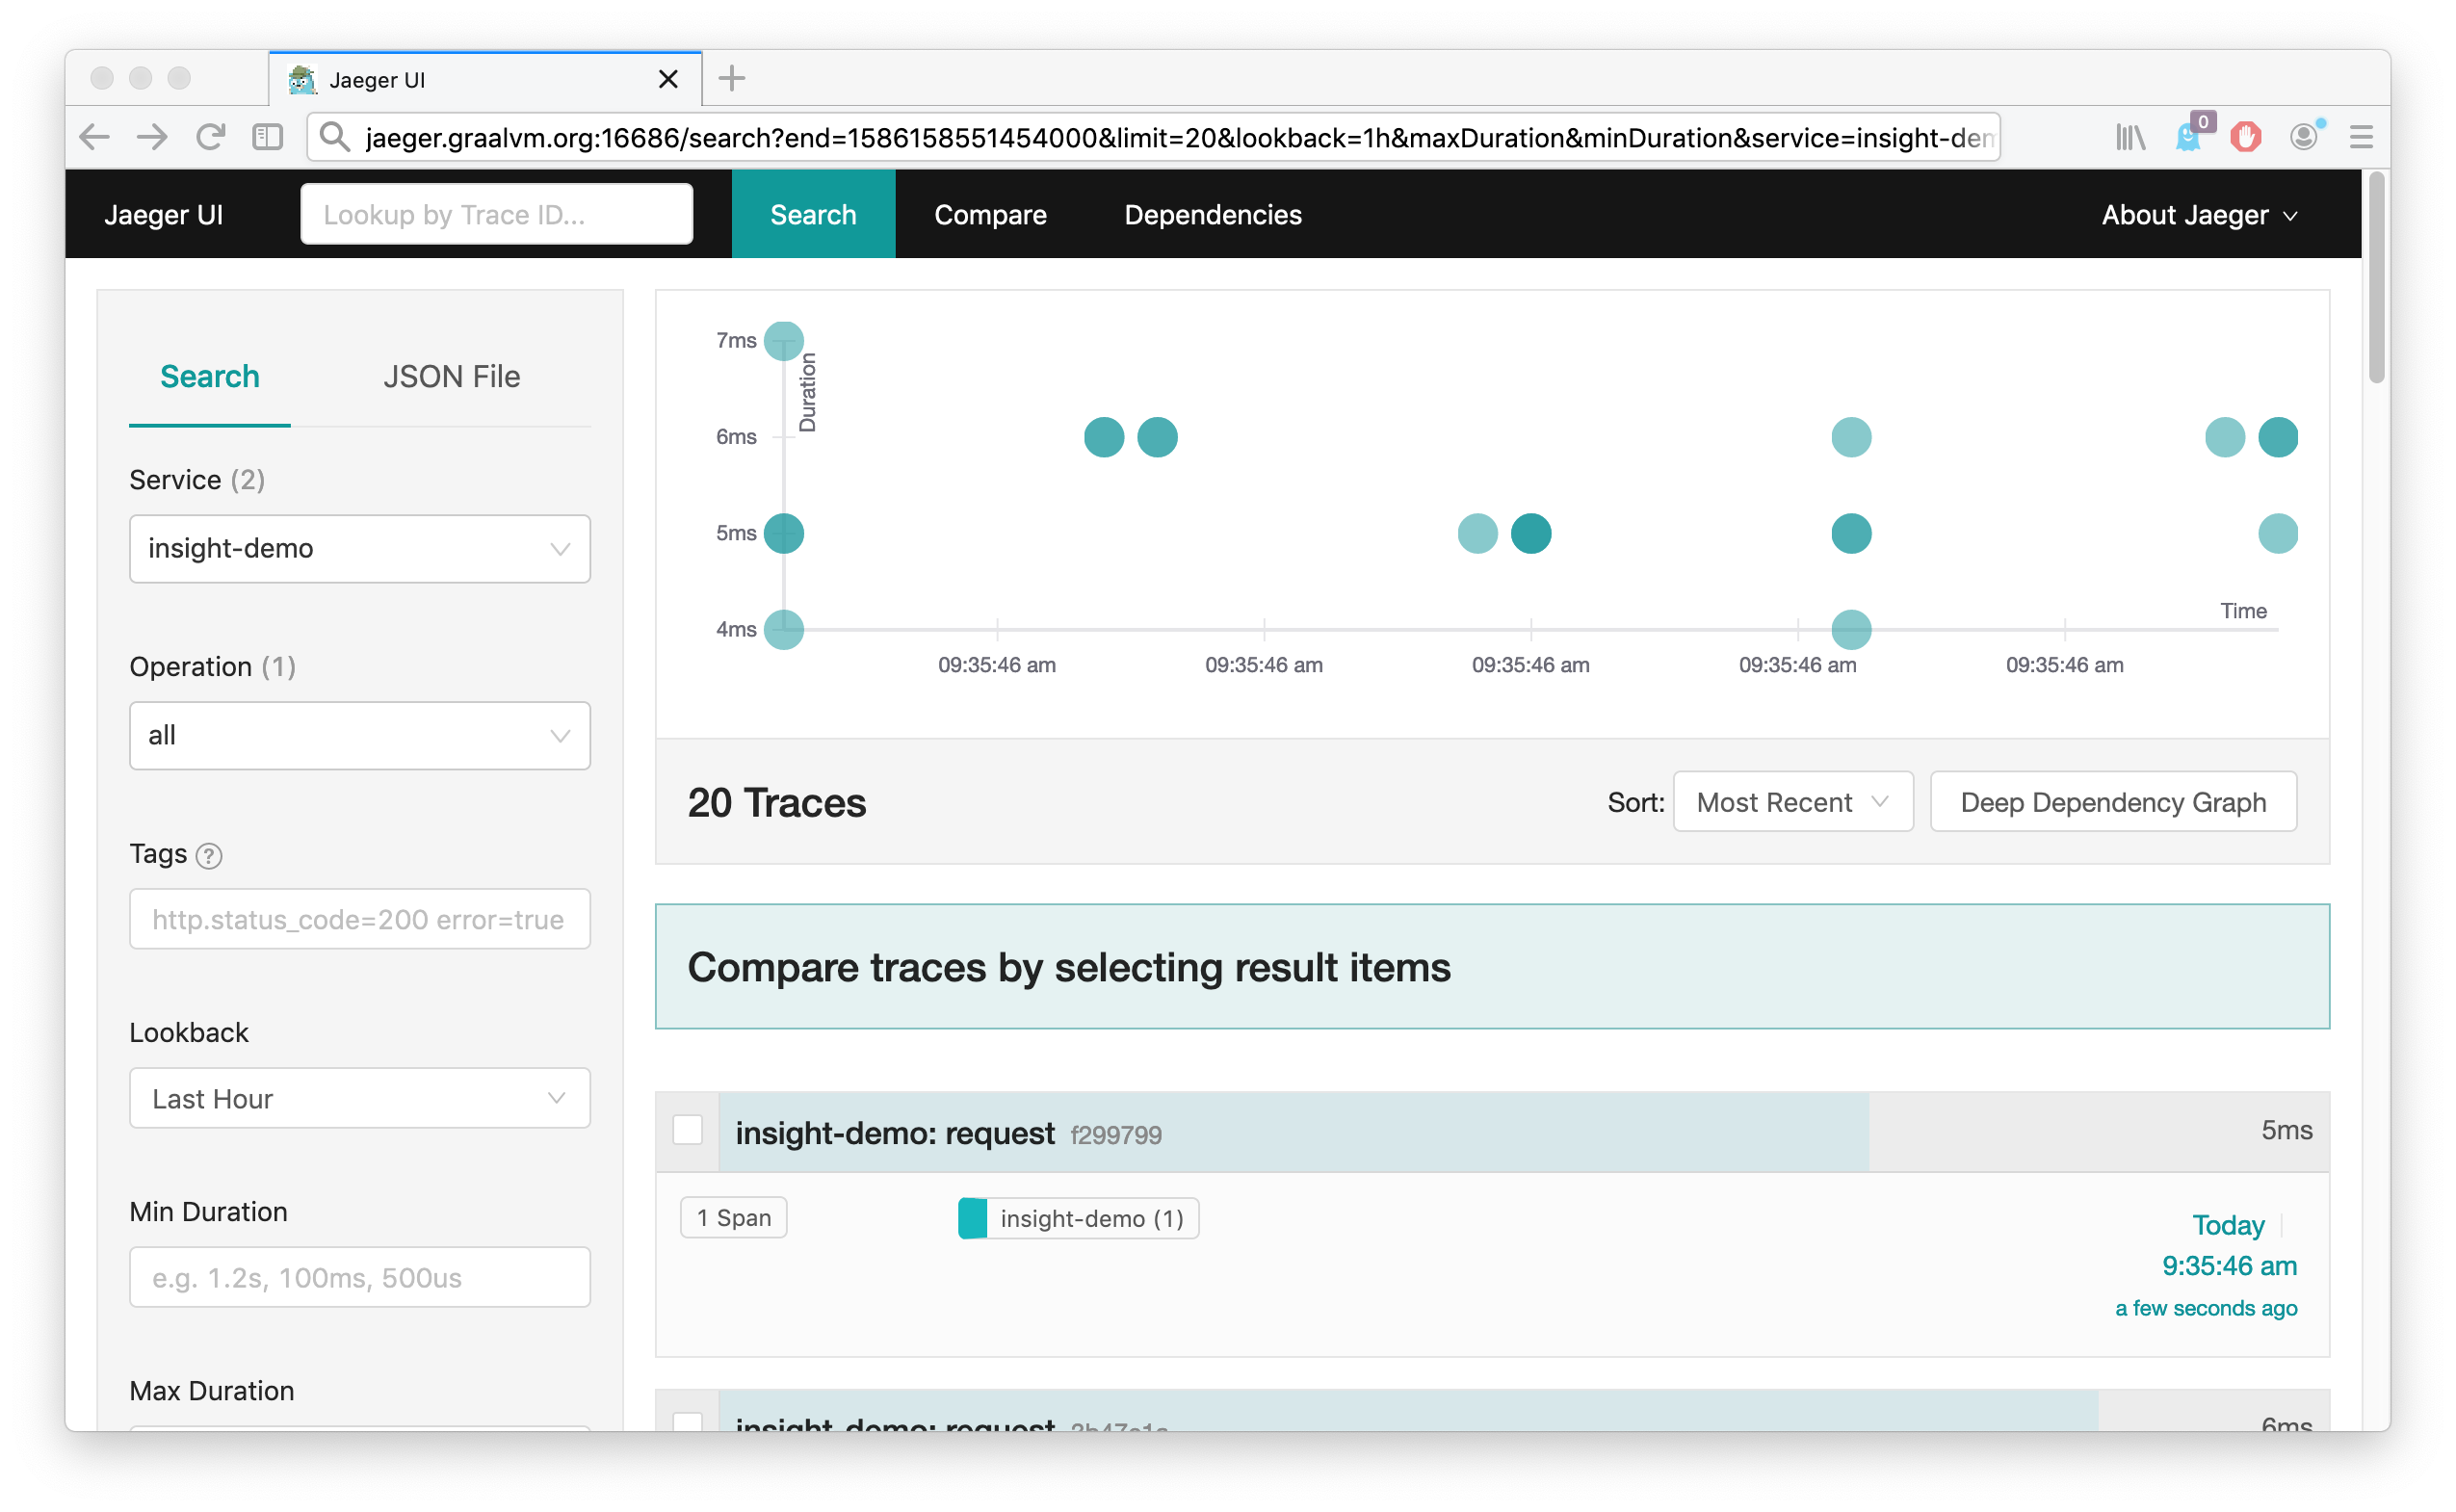 Jaeger UI
0
jaeger.graalvm.org:16686/search?end=1586158551454000&limit=20&lookback=1h&maxDuration&minDuration&service=insight-dem
Jaeger UI
Lookup by Trace ID...
Search
Compare
Dependencies
About Jaeger
Search
JSON File
Service (2)
insight-demo
Operation (1)
all
Tags ?
http.status_code=200 error=true
Lookback
Last Hour
Min Duration
e.g. 1.2s, 100ms, 500us
Max Duration
7ms
6ms
5ms
4ms
Duration
Time
09:35:46 am
09:35:46 am
09:35:46 am
09:35:46 am
09:35:46 am
20 Traces
Sort:
Most Recent
Deep Dependency Graph
Compare traces by selecting result items
insight-demo: request f299799
5ms
1 Span
insight-demo (1)
Today
9:35:46 am
a few seconds ago
insight-demo: request
6ms